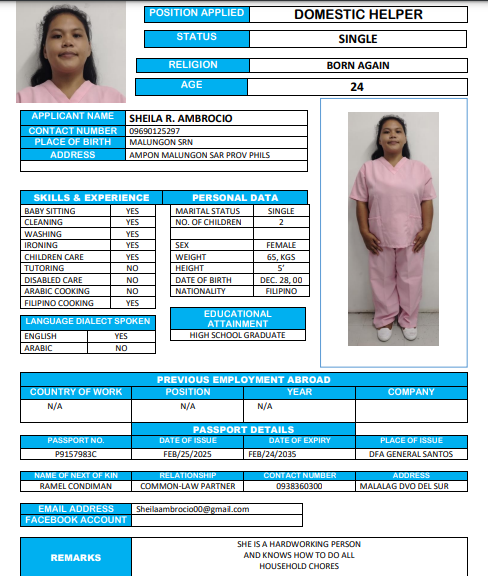 POSITION APPLIED DOMESTIC HELPER
STATUS SINGLE
RELIGION BORN AGAIN
AGE 24
APPLICANT NAME SHEILA R. AMBROCIO
CONTACT NUMBER 09690125297
PLACE OF BIRTH MALUNGON SRN
ADDRESS AMPON MALUNGON SAR PROV PHILS
SKILLS & EXPERIENCE PERSONAL DATA
BABY SITTING YES MARITAL STATUS SINGLE
CLEANING YES NO. OF CHILDREN 2
WASHING YES
IRONING YES SEX FEMALE
CHILDREN CARE YES WEIGHT 65, KGS
TUTORING NO HEIGHT 5'
DISABLED CARE NO DATE OF BIRTH DEC. 28, 00
ARABIC COOKING NO NATIONALITY FILIPINO
FILIPINO COOKING YES
EDUCATIONAL
ATTAINMENT
HIGH SCHOOL GRADUATE
LANGUAGE DIALECT SPOKEN
ENGLISH YES
ARABIC NO
PREVIOUS EMPLOYMENT ABROAD
COUNTRY OF WORK POSITION YEAR COMPANY
N/A N/A N/A
PASSPORT DETAILS
PASSPORT NO. DATE OF ISSUE DATE OF EXPIRY PLACE OF ISSUE
P9157983C FEB/25/2025 FEB/24/2035 DFA GENERAL SANTOS
NAME OF NEXT OF KIN RELATIONSHIP CONTACT NUMBER ADDRESS
RAMEL CONDIMAN COMMON-LAW PARTNER 0938360300 MALALAG DVO DEL SUR
EMAIL ADDRESS Sheilaambrocio00@gmail.com
FACEBOOK ACCOUNT
REMARKS
SHE IS A HARDWORKING PERSON
AND KNOWS HOW TO DO ALL
HOUSEHOLD CHORES